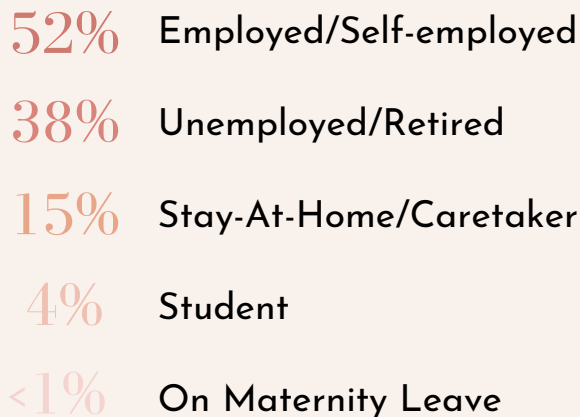 52% Employed/Self-employed
38% Unemployed/Retired
15% Stay-At-Home/Caretaker
4% Student
<1% On Maternity Leave